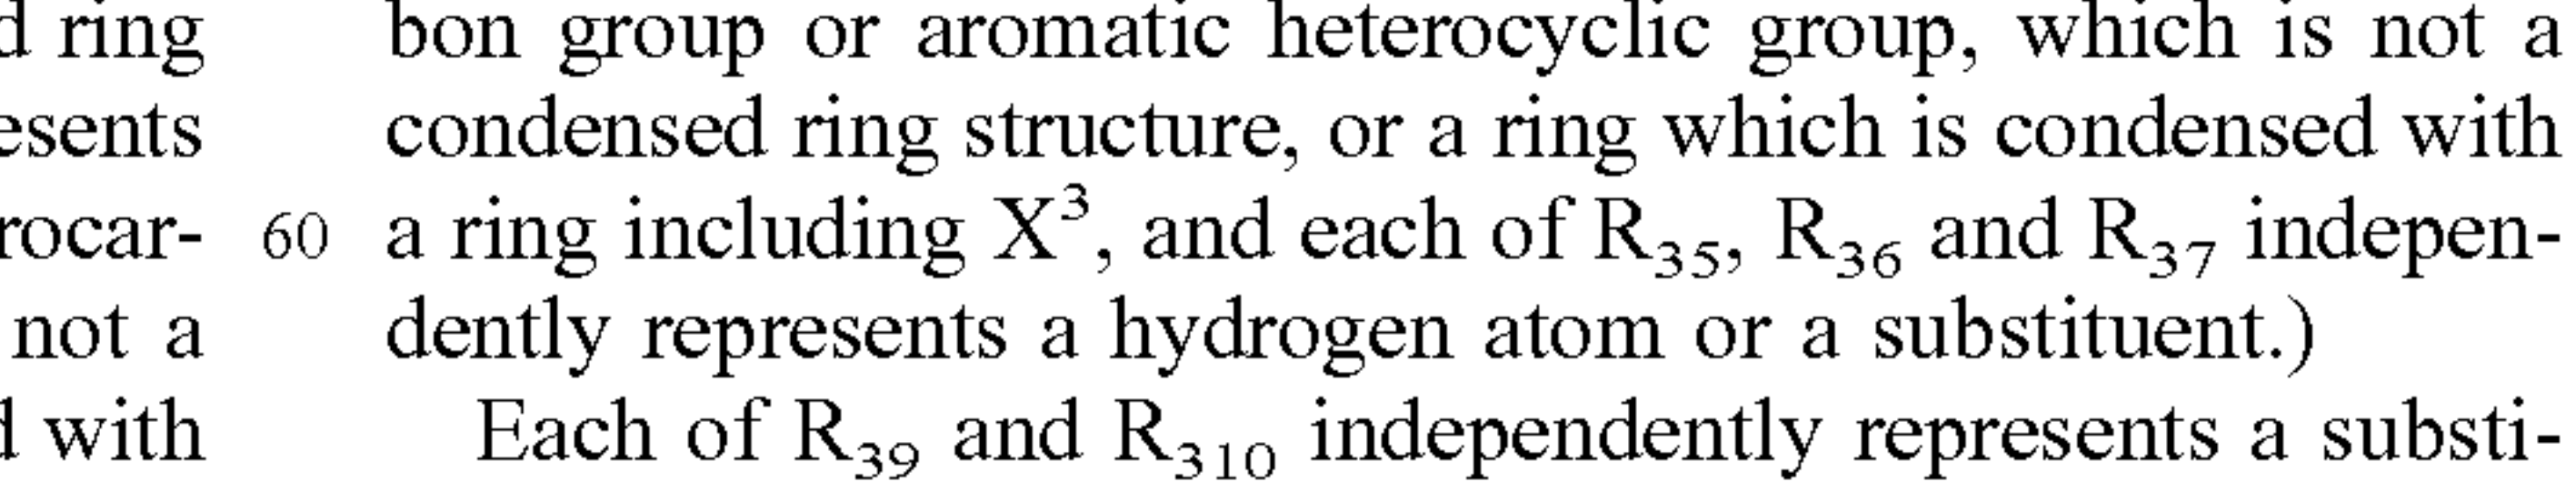 d ring
esents
rocar-
not a
d with
bon group or aromatic heterocyclic group, which is not a
condensed ring structure, or a ring which is condensed with
60 a ring including X³, and each of R₃₅, R₃₆ and R₃₇ indepen-
dently represents a hydrogen atom or a substituent.)
Each of R₃₉ and R₃₁₀ independently represents a substi-